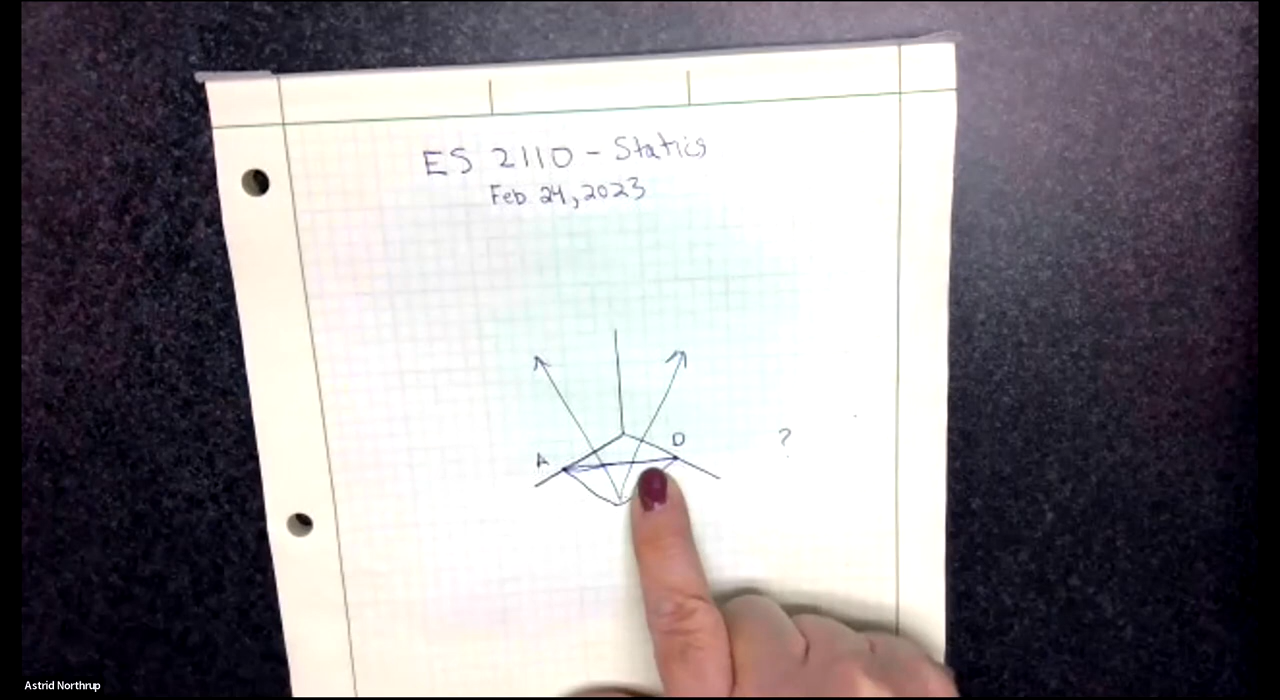 ES 2110 - Statics
Feb 24, 2023
D
A
?
Astrid Northrup